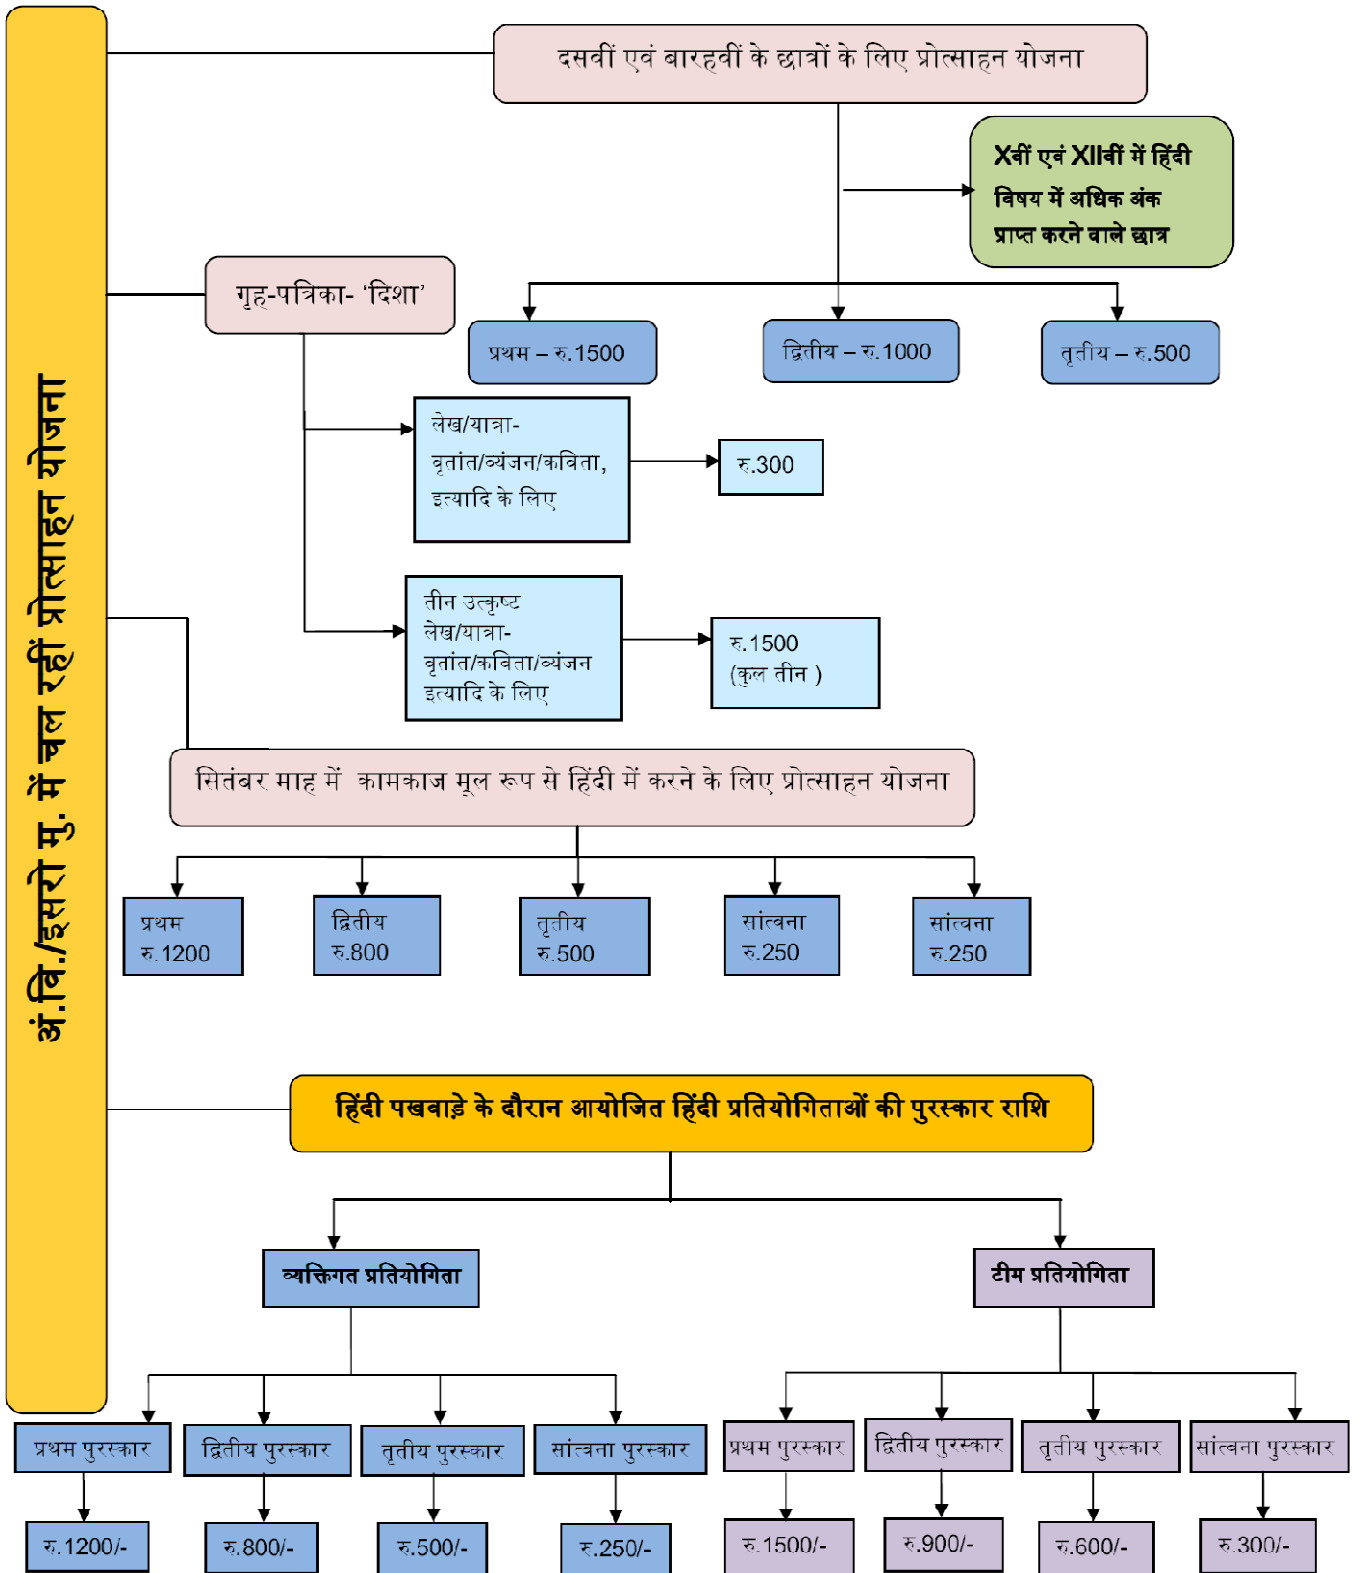 अं.वि./इसरो मु. में चल रहीं प्रोत्साहन योजना
दसवीं एवं बारहवीं के छात्रों के लिए प्रोत्साहन योजना
Xवीं एवं XIIवीं में हिंदी
विषय में अधिक अंक
प्राप्त करने वाले छात्र
गृह-पत्रिका- 'दिशा'
प्रथम – रु.1500
द्वितीय – रु.1000
तृतीय – रु.500
लेख/यात्रा-
वृतांत/व्यंजन/कविता,
इत्यादि के लिए
रु.300
तीन उत्कृष्ट
लेख/यात्रा-
वृतांत/कविता/व्यंजन
इत्यादि के लिए
रु.1500
(कुल तीन )
सितंबर माह में कामकाज मूल रूप से हिंदी में करने के लिए प्रोत्साहन योजना
प्रथम
रु.1200
द्वितीय
रु.800
तृतीय
रु.500
सांत्वना
रु.250
सांत्वना
रु.250
हिंदी पखवाड़े के दौरान आयोजित हिंदी प्रतियोगिताओं की पुरस्कार राशि
व्यक्तिगत प्रतियोगिता
टीम प्रतियोगिता
प्रथम पुरस्कार
द्वितीय पुरस्कार
तृतीय पुरस्कार
सांत्वना पुरस्कार
प्रथम पुरस्कार
द्वितीय पुरस्कार
तृतीय पुरस्कार
सांत्वना पुरस्कार
रु.1200/-
रु.800/-
रु.500/-
रु.250/-
रु.1500/-
रु.900/-
रु.600/-
रु.300/-